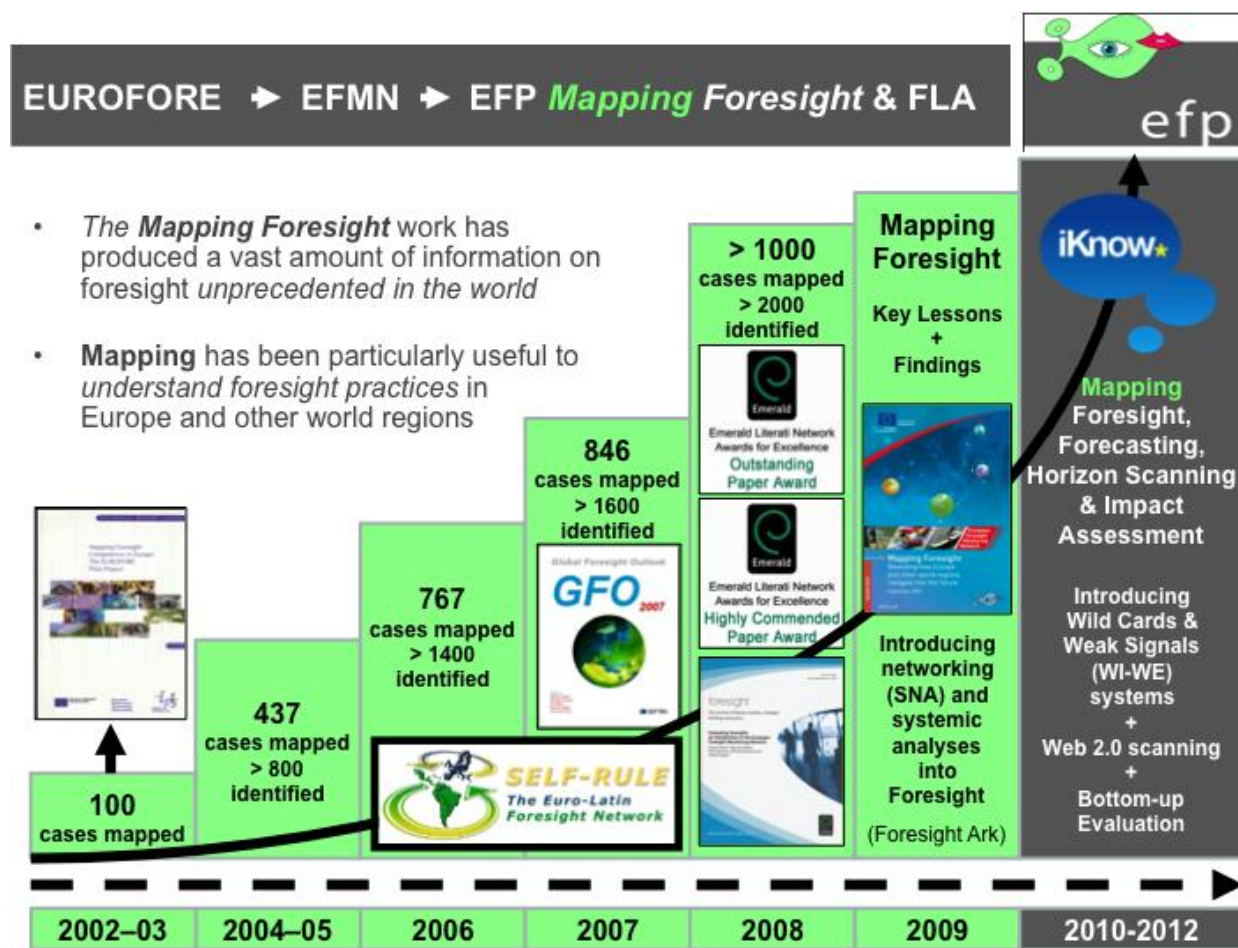 EUROFORE ➔ EFMN ➔ EFP Mapping Foresight & FLA
efp
• The Mapping Foresight work has
produced a vast amount of information on
foresight unprecedented in the world
• Mapping has been particularly useful to
understand foresight practices in
Europe and other world regions
100
cases mapped
437
cases mapped
> 800
identified
767
cases mapped
> 1400
identified
SELF-RULE
The Euro-Latin
Foresight Network
846
cases mapped
> 1600
identified
Global Foresight Outlook
GFO 2007
> 1000
cases mapped
> 2000
identified
Emerald
Emerald Literati Network
Awards for Excellence
Outstanding
Paper Award
Emerald
Emerald Literati Network
Awards for Excellence
Highly Commended
Paper Award
foresight
Mapping
Foresight
Key Lessons
+
Findings
Mapping Foresight
Introducing
networking
(SNA) and
systemic
analyses
into
Foresight
(Foresight Ark)
iKnow*
Mapping
Foresight,
Forecasting,
Horizon Scanning
& Impact
Assessment
Introducing
Wild Cards &
Weak Signals
(WI-WE)
systems
+
Web 2.0 scanning
+
Bottom-up
Evaluation
2002–03
2004–05
2006
2007
2008
2009
2010-2012